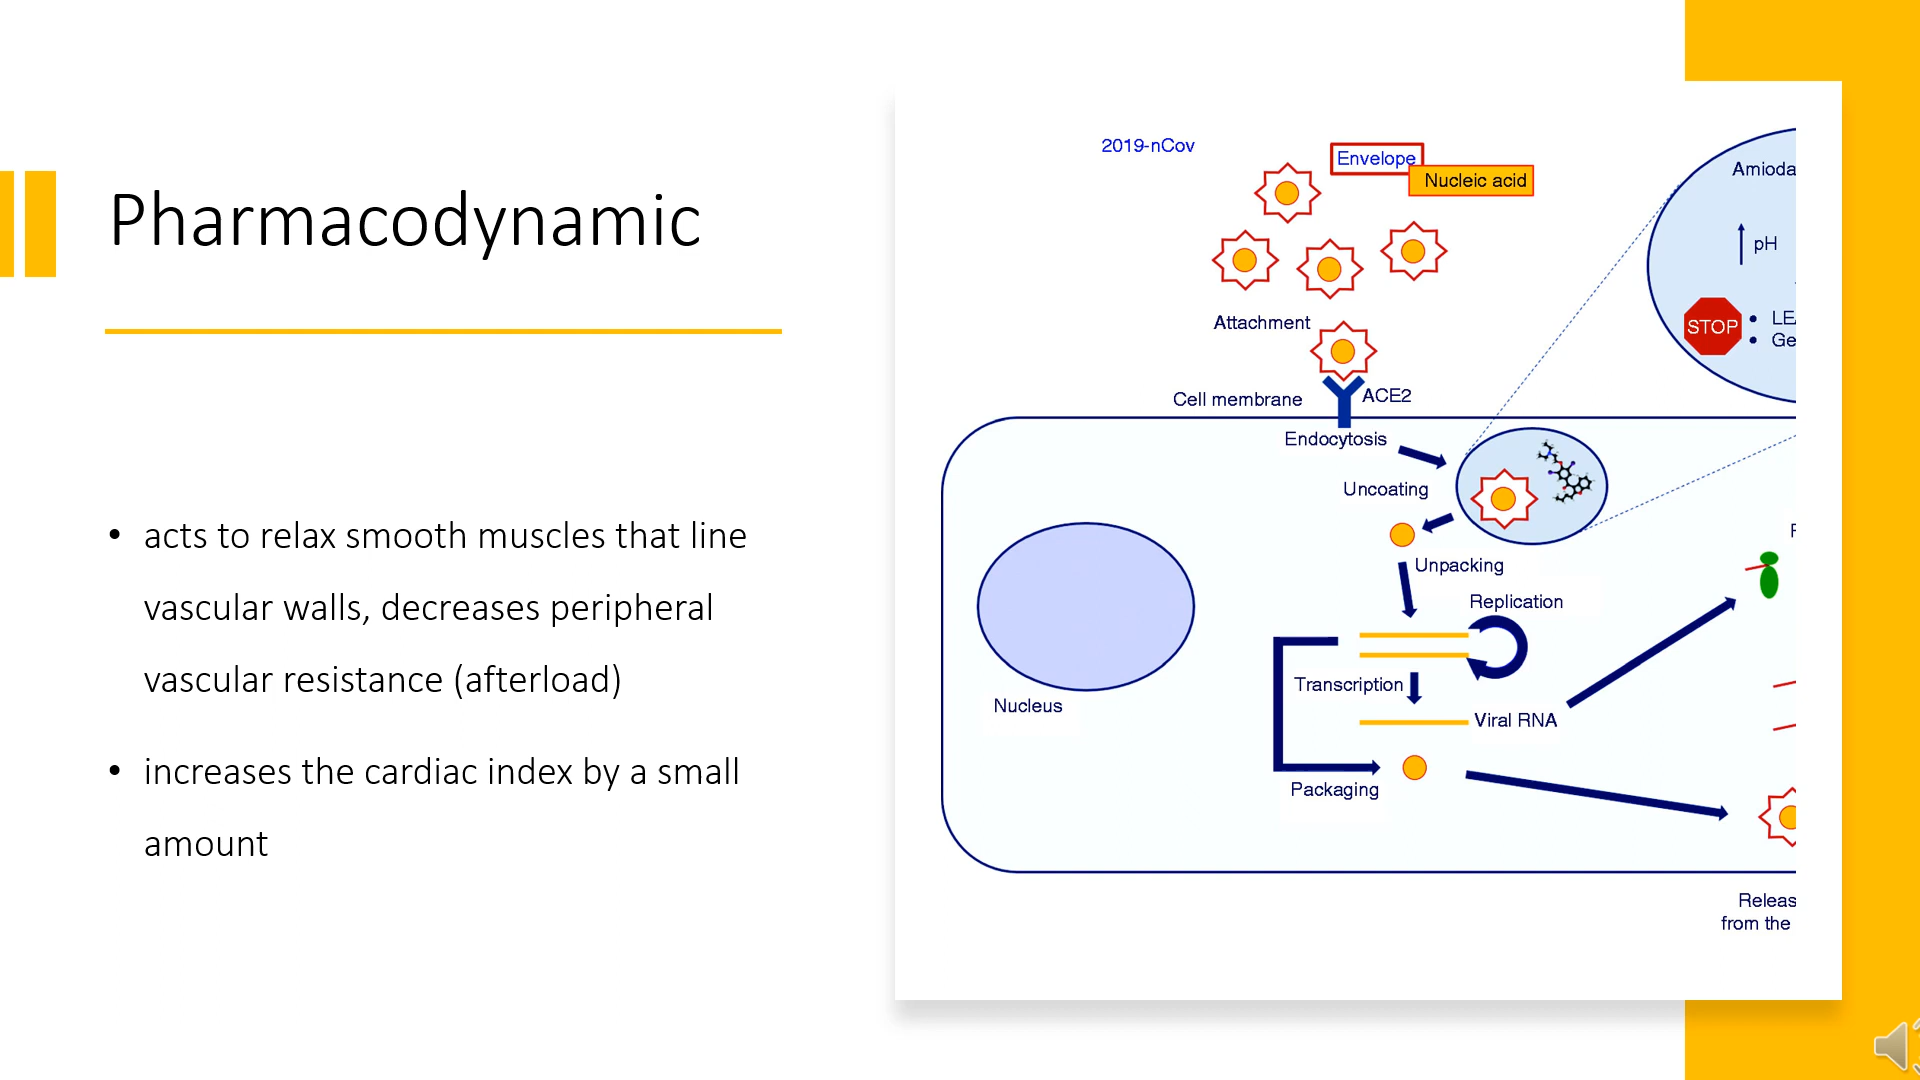 Pharmacodynamic
• acts to relax smooth muscles that line
vascular walls, decreases peripheral
vascular resistance (afterload)
• increases the cardiac index by a small
amount
2019-nCov
Envelope
Nucleic acid
Amioda
pH
STOP
• LE
• Ge
Attachment
Cell membrane
ACE2
Endocytosis
Uncoating
Unpacking
Replication
Transcription
Viral RNA
Nucleus
Packaging
Releas
from the